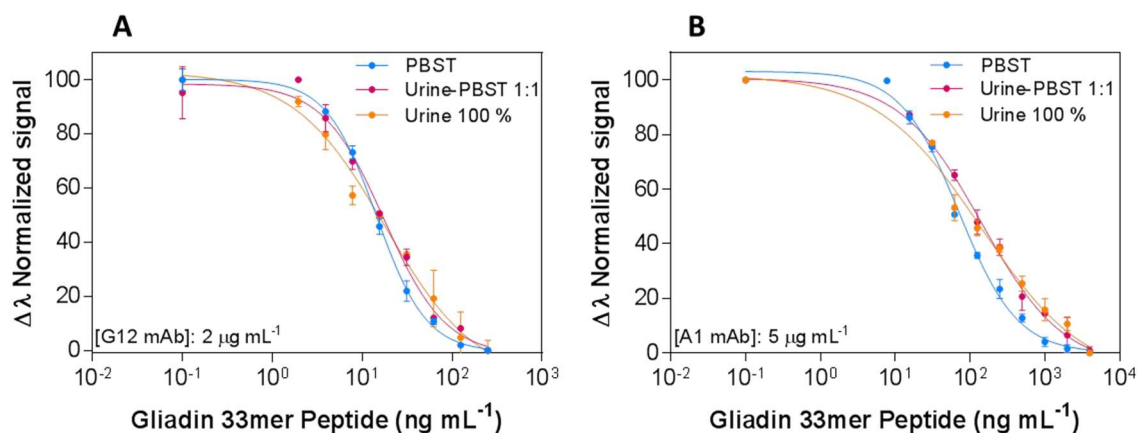 A
Δλ Normalized signal
100
80
60
40
20
0
PBST
Urine-PBST 1:1
Urine 100 %
[G12 mAb]: 2 μg mL⁻¹
10⁻² 10⁻¹ 10⁰ 10¹ 10² 10³
Gliadin 33mer Peptide (ng mL⁻¹)
B
Δλ Normalized signal
100
80
60
40
20
0
PBST
Urine-PBST 1:1
Urine 100 %
[A1 mAb]: 5 μg mL⁻¹
10⁻² 10⁻¹ 10⁰ 10¹ 10² 10³ 10⁴
Gliadin 33mer Peptide (ng mL⁻¹)